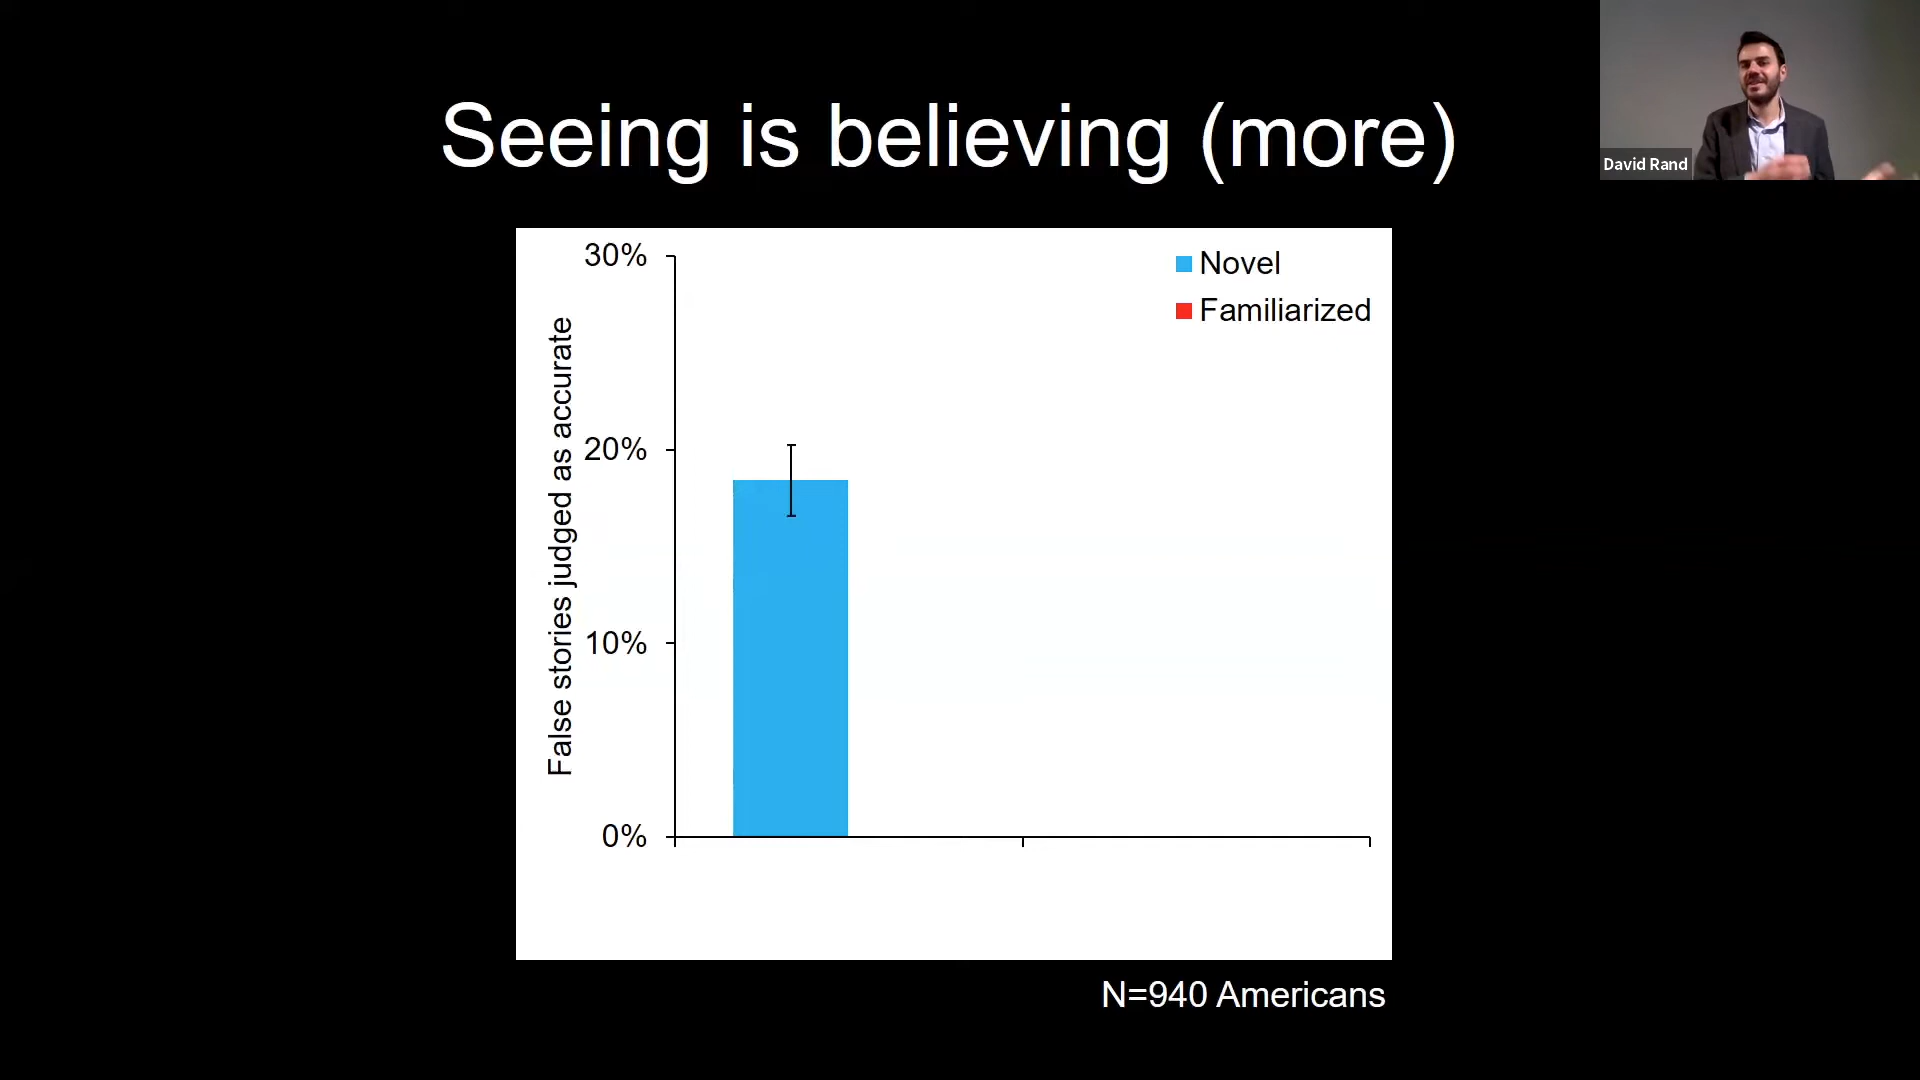 Seeing is believing (more)
David Rand
30%
20%
10%
0%
False stories judged as accurate
Novel
Familiarized
N=940 Americans